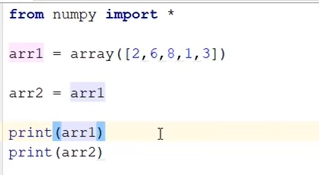 from numpy import *
arr1 = array([2,6,8,1,3])
arr2 = arr1
print(arr1)
print(arr2)